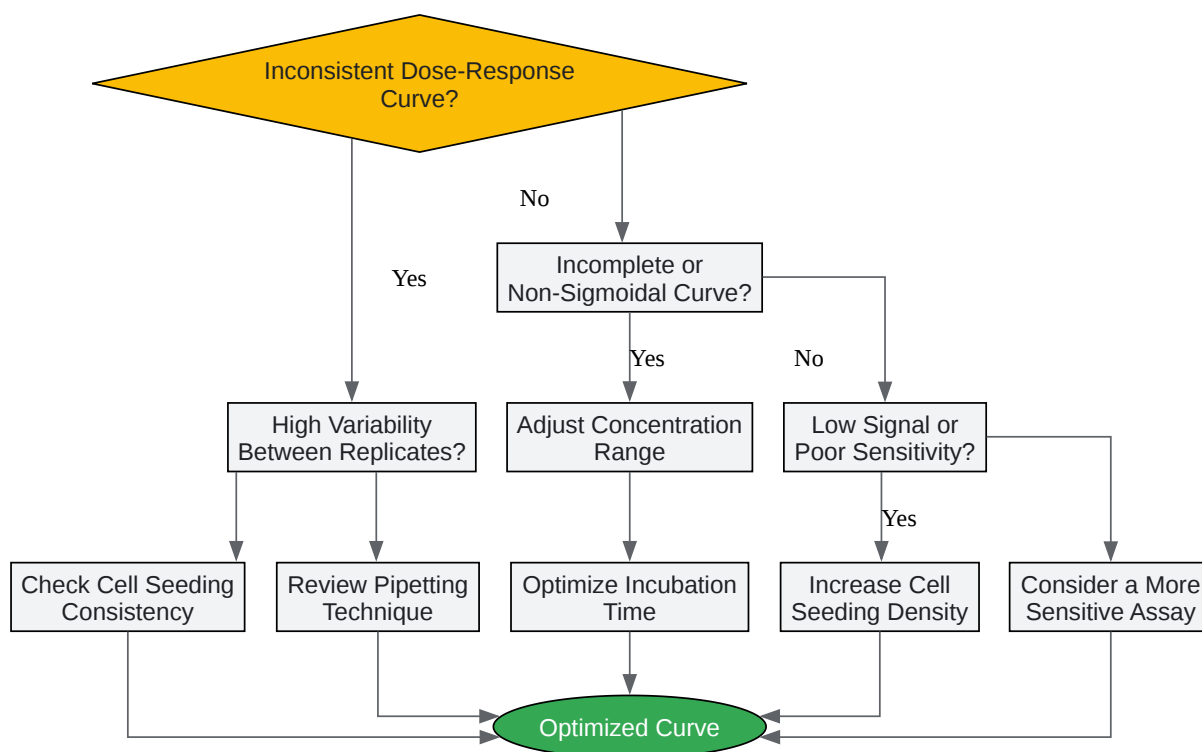 Inconsistent Dose-Response
Curve?
No
Yes
Incomplete or
Non-Sigmoidal Curve?
Yes
No
High Variability
Between Replicates?
Adjust Concentration
Range
Low Signal or
Poor Sensitivity?
Yes
Check Cell Seeding
Consistency
Review Pipetting
Technique
Optimize Incubation
Time
Increase Cell
Seeding Density
Consider a More
Sensitive Assay
Optimized Curve